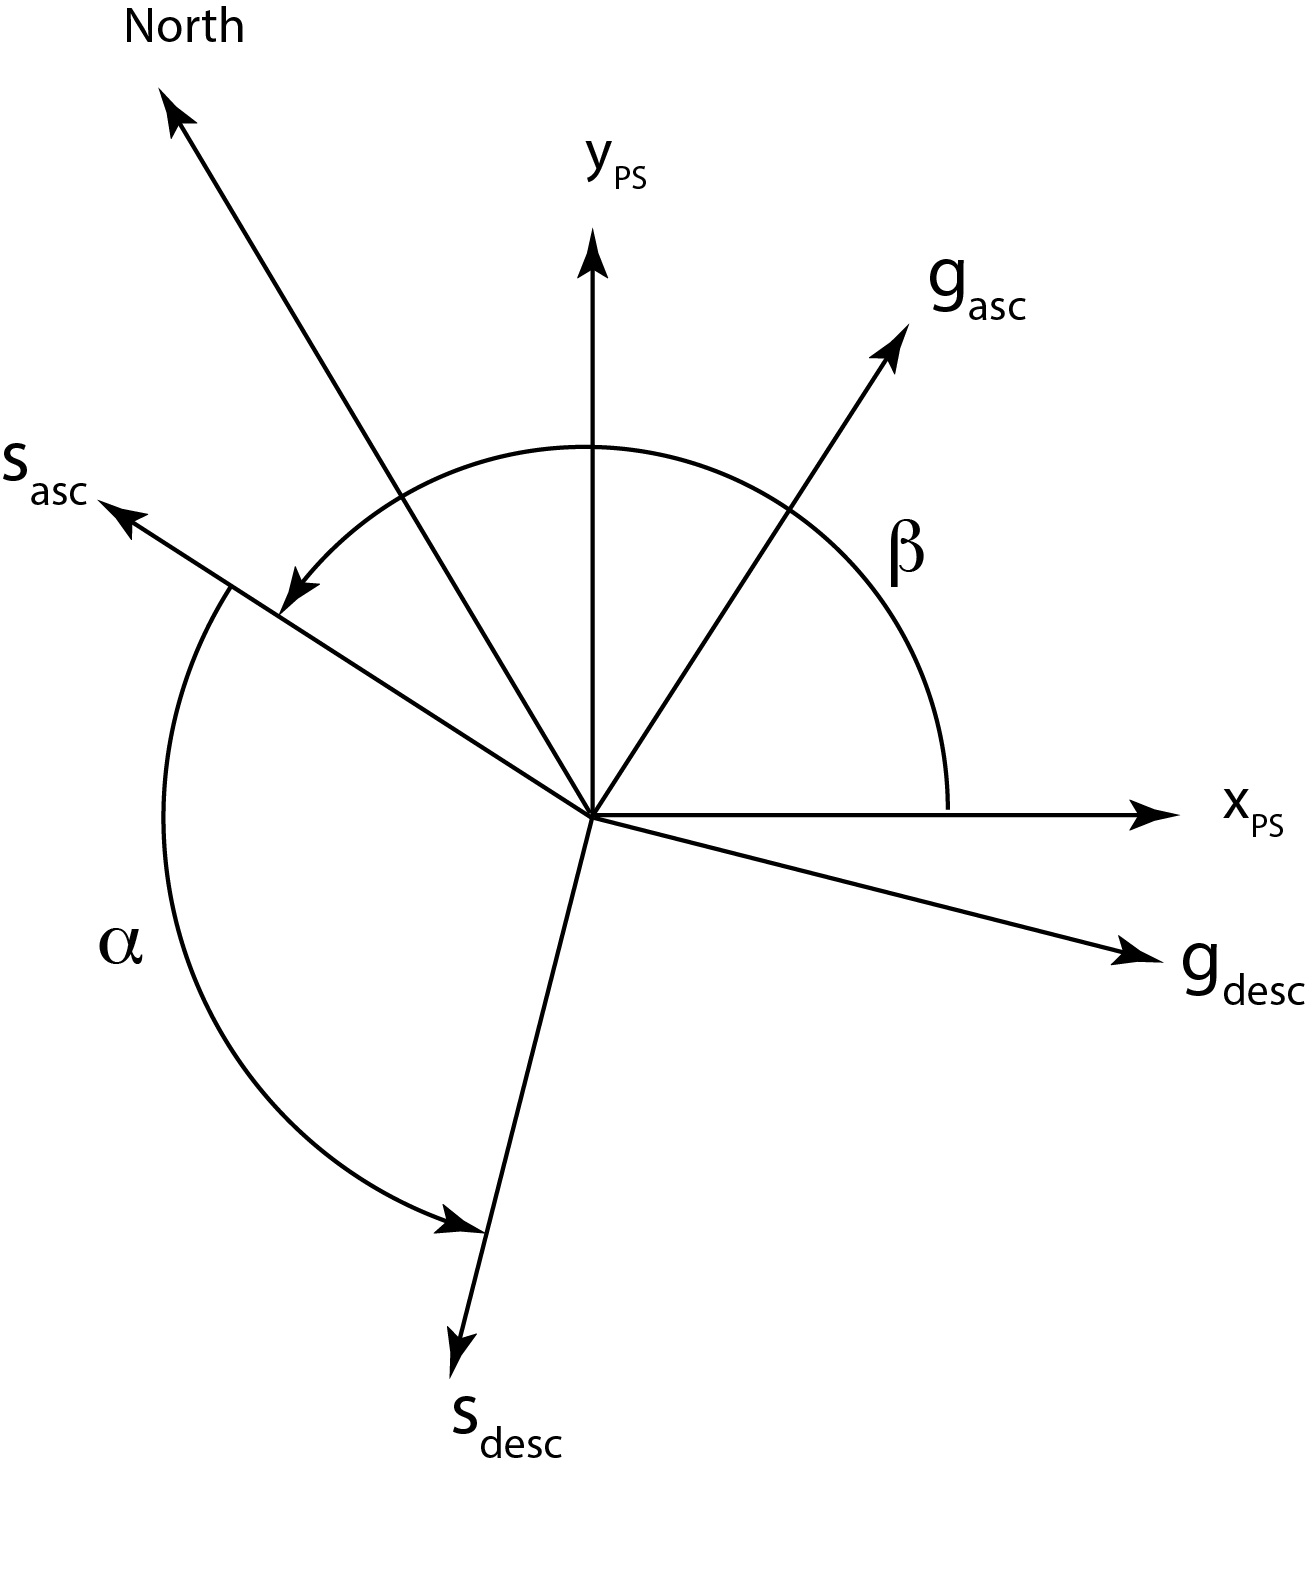 North
yPS
gasc
sasc
β
xPS
α
gdesc
sdesc